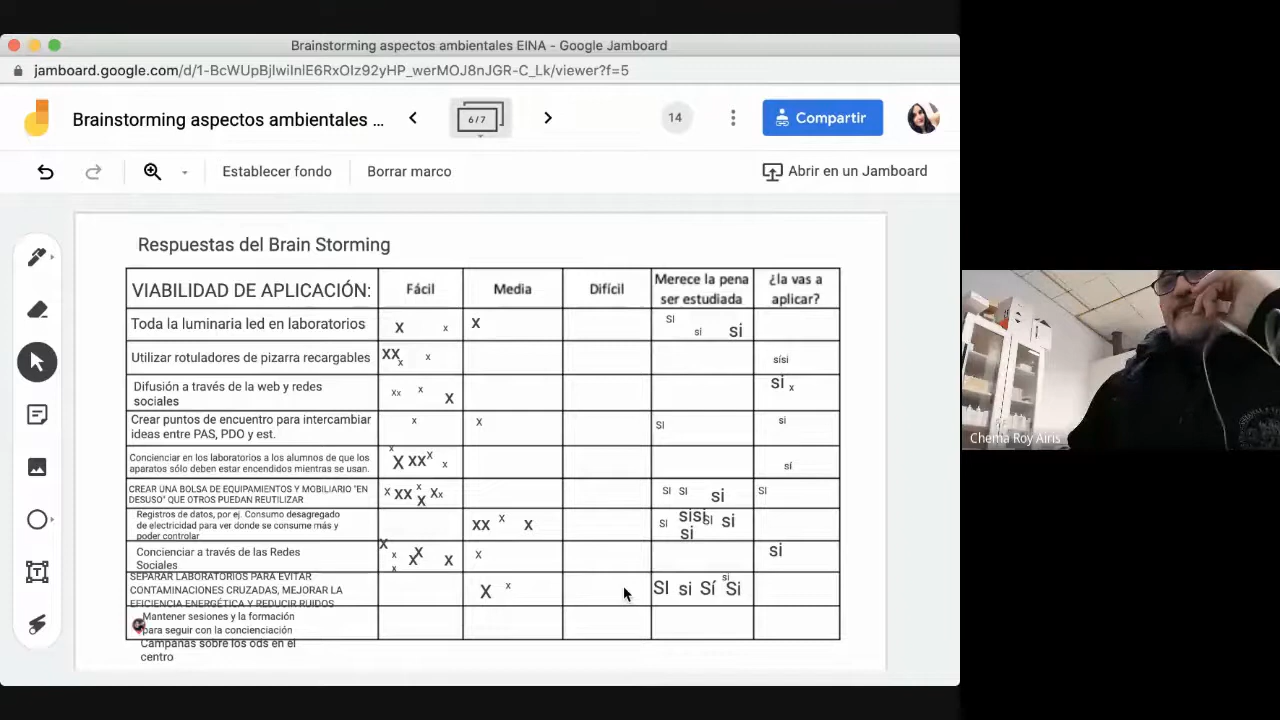 Brainstorming aspectos ambientales EINA - Google Jamboard
jamboard.google.com/d/1-BcWUpBjlwiInlE6RxOIz92yHP_werMOJ8nJGR-C_Lk/viewer?f=5
Brainstorming aspectos ambientales ...
6/7
14
Compartir
Establecer fondo
Borrar marco
Abrir en un Jamboard
Respuestas del Brain Storming
VIABILIDAD DE APLICACIÓN: Fácil Media Difícil Merece la pena ser estudiada ¿la vas a aplicar?
Toda la luminaria led en laboratorios X x X SI si si
Utilizar rotuladores de pizarra recargables XX x x sísi
Difusión a través de la web y redes
sociales xx x X si x
Crear puntos de encuentro para intercambiar
ideas entre PAS, PDO y est. x x SI si
Concienciar en los laboratorios a los alumnos de que los
aparatos sólo deben estar encendidos mientras se usan. x X XX x x sí
CREAR UNA BOLSA DE EQUIPAMIENTOS Y MOBILIARIO "EN
DESUSO" QUE OTROS PUEDAN REUTILIZAR x XX x X Xx SI SI si SI
Registros de datos, por ej. Consumo desagregado
de electricidad para ver donde se consume más y
poder controlar XX x X SI sisi SI si si
Concienciar a través de las Redes
Sociales X x x X X X x si
SEPARAR LABORATORIOS PARA EVITAR
CONTAMINACIONES CRUZADAS, MEJORAR LA
EFICIENCIA ENERGÉTICA Y REDUCIR RUIDOS X x SI si Sí si Si
Mantener sesiones y la formación
para seguir con la concienciación
Campañas sobre los ods en el
centro
Chema Roy Airis